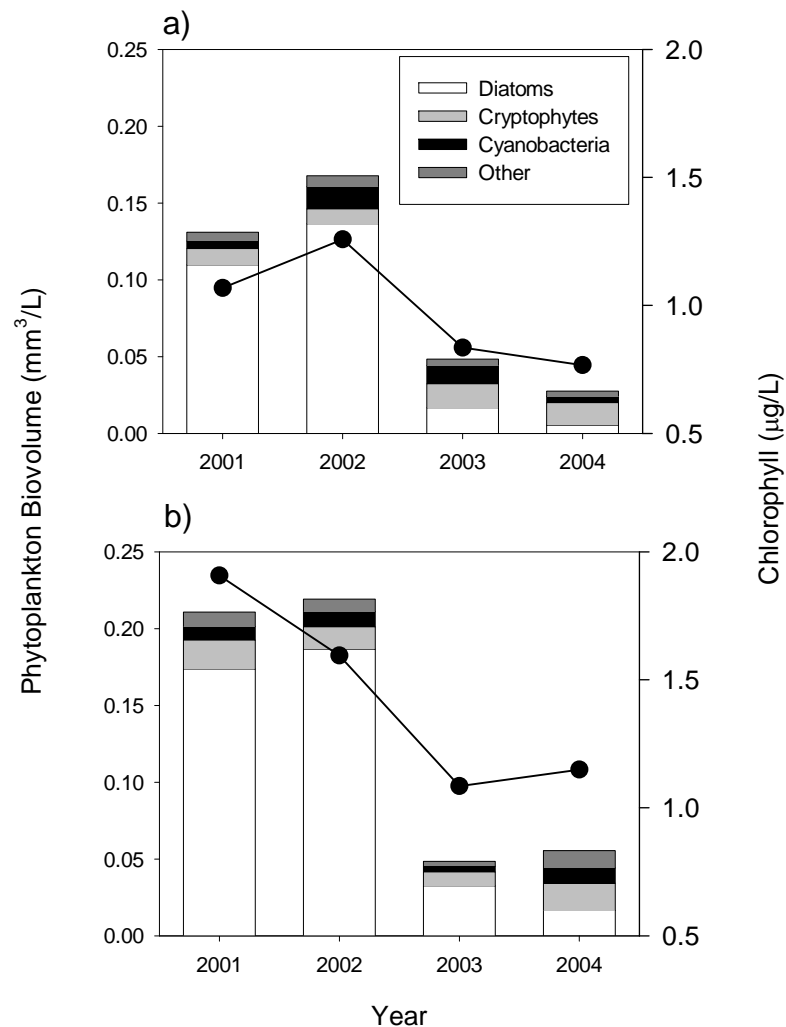 a)
0.25
0.20
0.15
0.10
0.05
0.00
2.0
1.5
1.0
0.5
Diatoms
Cryptophytes
Cyanobacteria
Other
2001 2002 2003 2004
Phytoplankton Biovolume (mm³/L)
Chlorophyll (μg/L)
b)
0.25
0.20
0.15
0.10
0.05
0.00
2.0
1.5
1.0
0.5
2001 2002 2003 2004
Year